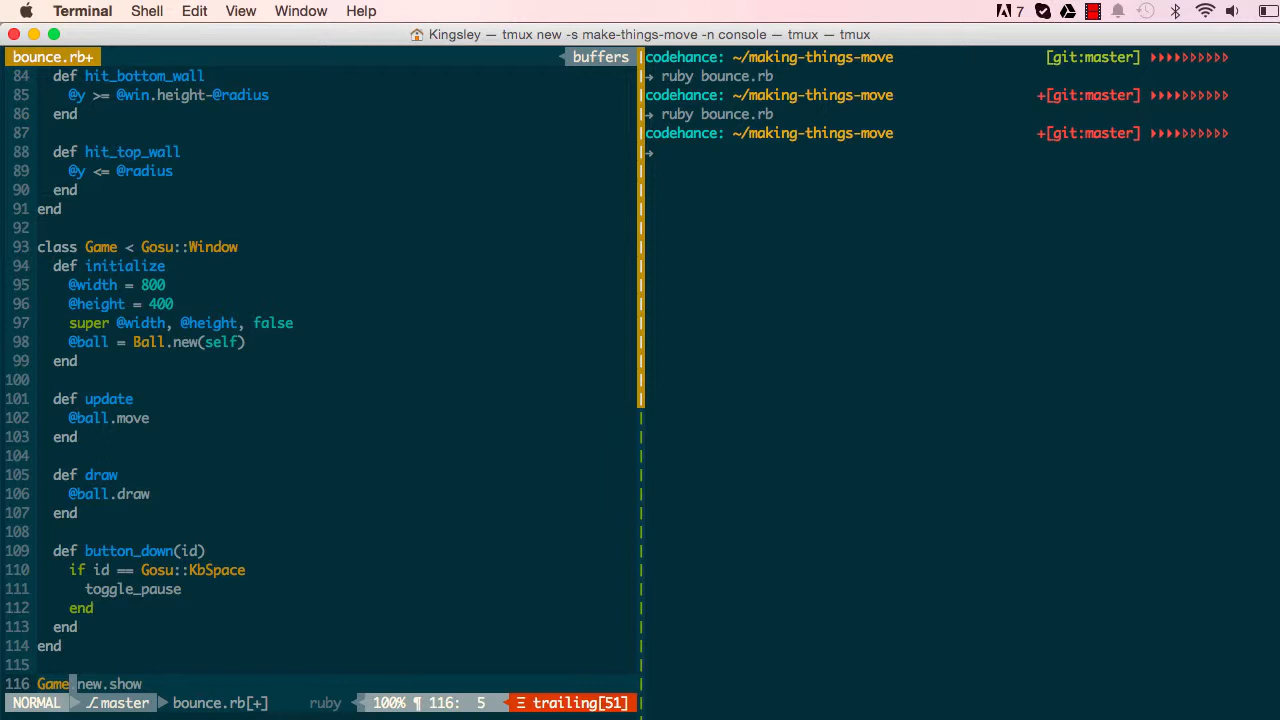 Terminal Shell Edit View Window Help 7
Kingsley — tmux new -s make-things-move -n console — tmux — tmux
bounce.rb+ buffers
84 def hit_bottom_wall
85 @y >= @win.height-@radius
86 end
87
88 def hit_top_wall
89 @y <= @radius
90 end
91 end
92
93 class Game < Gosu::Window
94 def initialize
95 @width = 800
96 @height = 400
97 super @width, @height, false
98 @ball = Ball.new(self)
99 end
100
101 def update
102 @ball.move
103 end
104
105 def draw
106 @ball.draw
107 end
108
109 def button_down(id)
110 if id == Gosu::KbSpace
111 toggle_pause
112 end
113 end
114 end
115
116 Game new.show
NORMAL master bounce.rb[+] ruby 100% ¶ 116: 5 Ξ trailing[51]
codehance: ~/making-things-move [git:master]
→ ruby bounce.rb
codehance: ~/making-things-move +[git:master]
→ ruby bounce.rb
codehance: ~/making-things-move +[git:master]
→